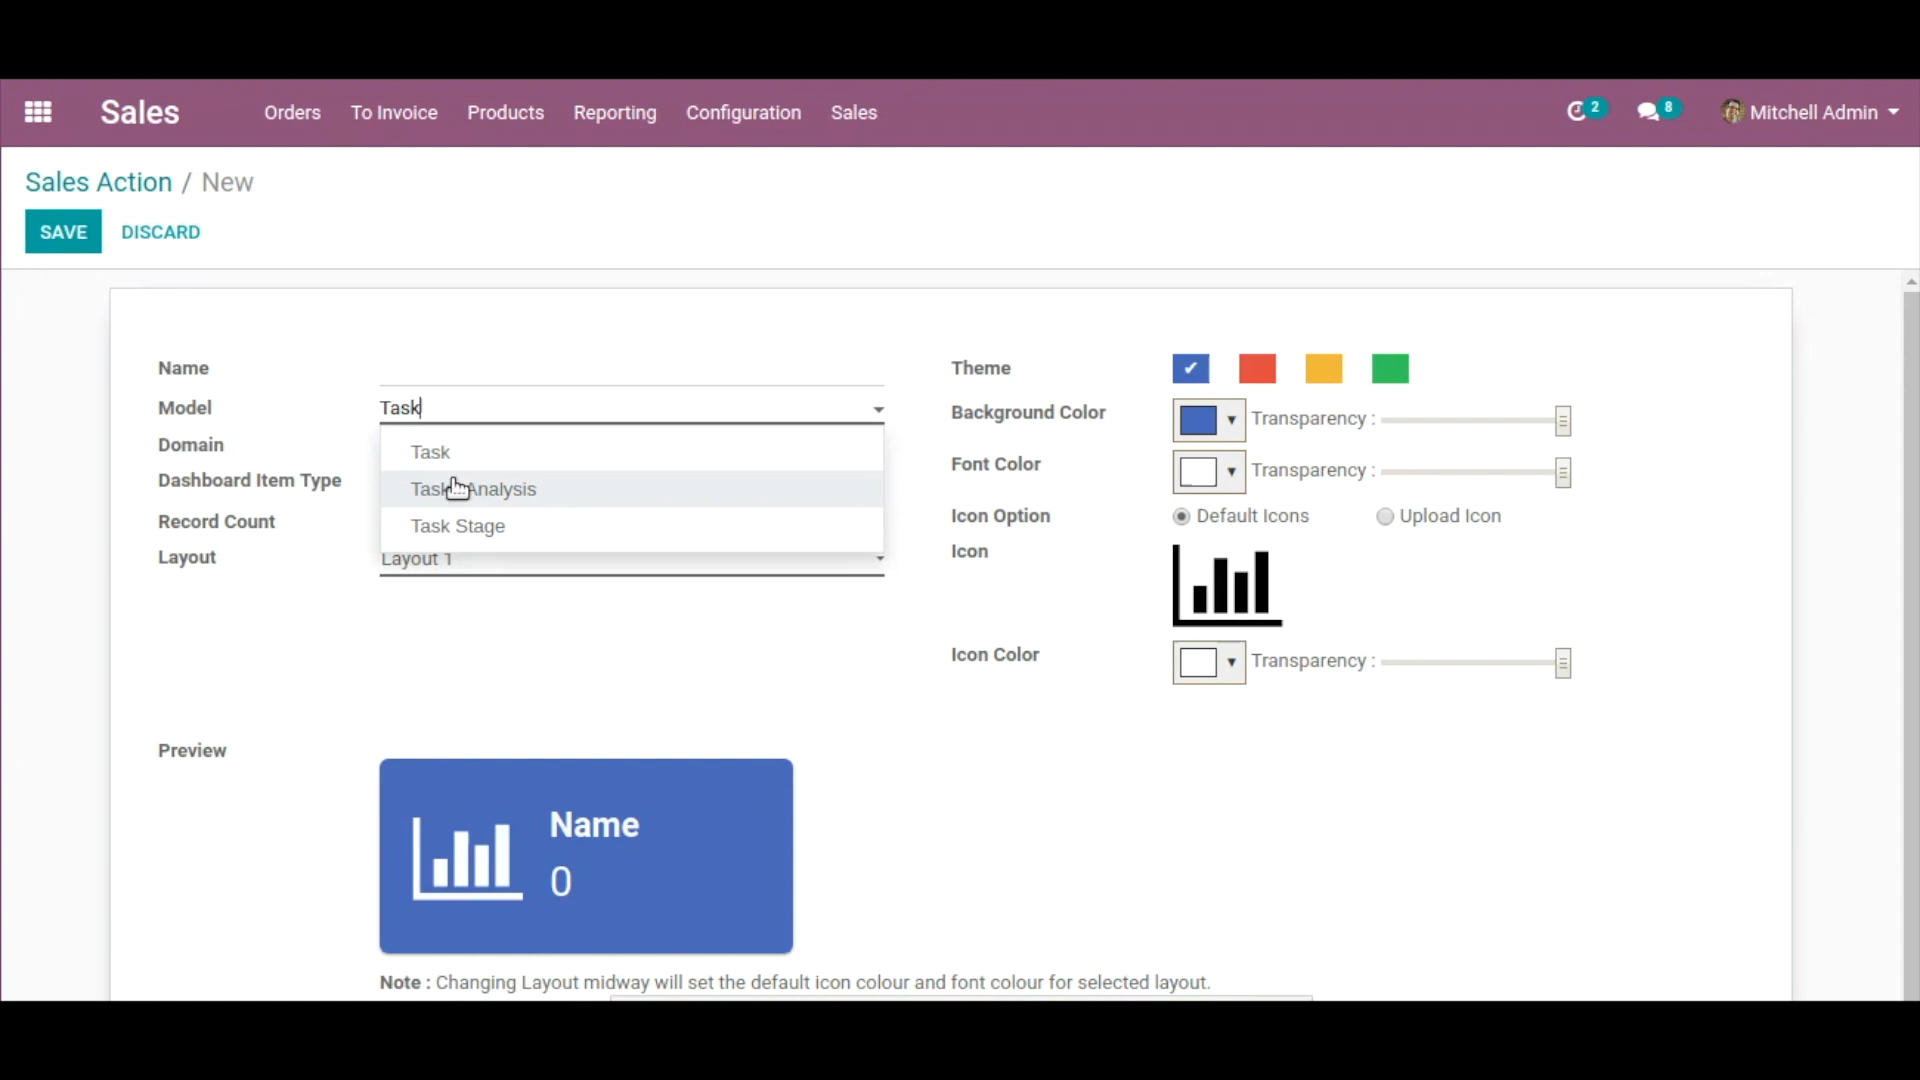 Sales Orders To Invoice Products Reporting Configuration Sales 2 8 Mitchell Admin
Sales Action / New
SAVE DISCARD
Name
Model Task
Domain
Dashboard Item Type
Record Count
Layout
Task
Analysis
Task Stage
Layout 1
Theme
Background Color Transparency :
Font Color Transparency :
Icon Option Default Icons Upload Icon
Icon
Icon Color Transparency :
Preview
Name
0
Note : Changing Layout midway will set the default icon colour and font colour for selected layout.